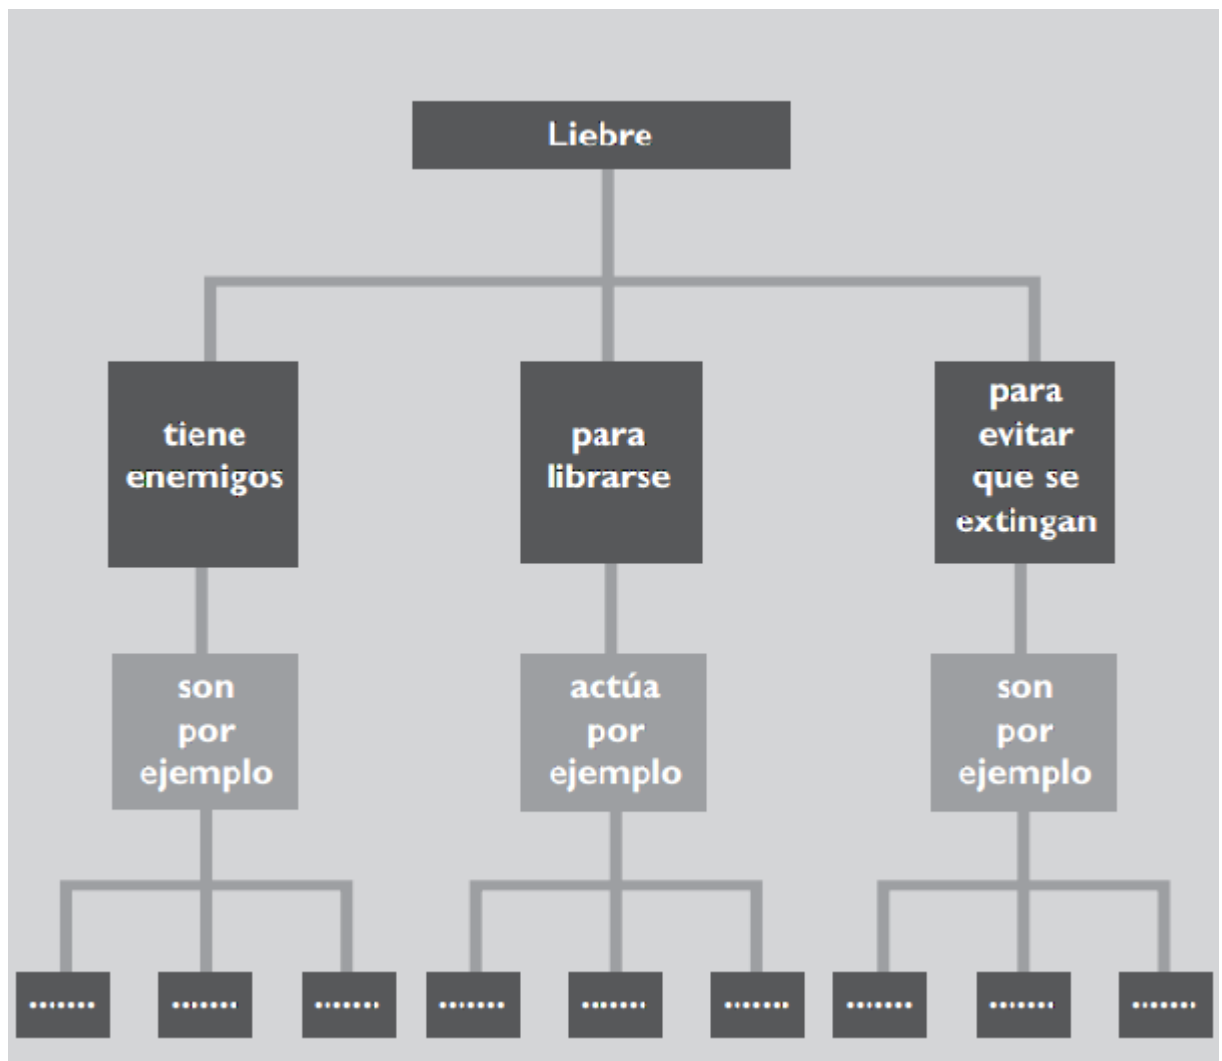 Liebre
tiene
enemigos
para
librarse
para
evitar
que se
extingan
son
por
ejemplo
actúa
por
ejemplo
son
por
ejemplo
.......
.......
.......
.......
.......
.......
.......
.......
.......